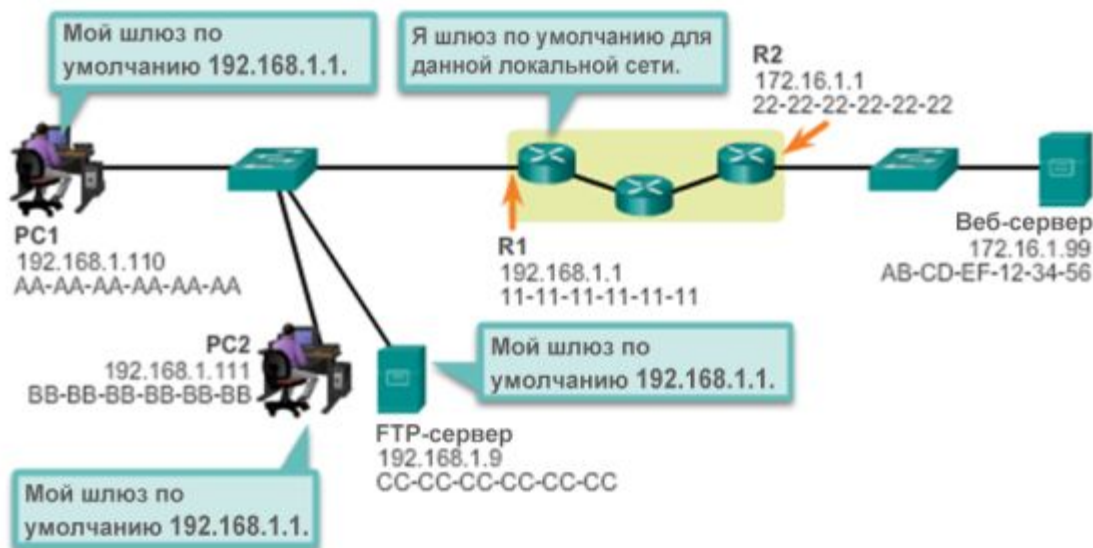 Мой шлюз по
умолчанию 192.168.1.1.
Я шлюз по умолчанию для
данной локальной сети.
R2
172.16.1.1
22-22-22-22-22-22
PC1
192.168.1.110
AA-AA-AA-AA-AA-AA
R1
192.168.1.1
11-11-11-11-11-11
Веб-сервер
172.16.1.99
AB-CD-EF-12-34-56
PC2
192.168.1.111
BB-BB-BB-BB-BB-BB
Мой шлюз по
умолчанию 192.168.1.1.
FTP-сервер
192.168.1.9
CC-CC-CC-CC-CC-CC
Мой шлюз по
умолчанию 192.168.1.1.